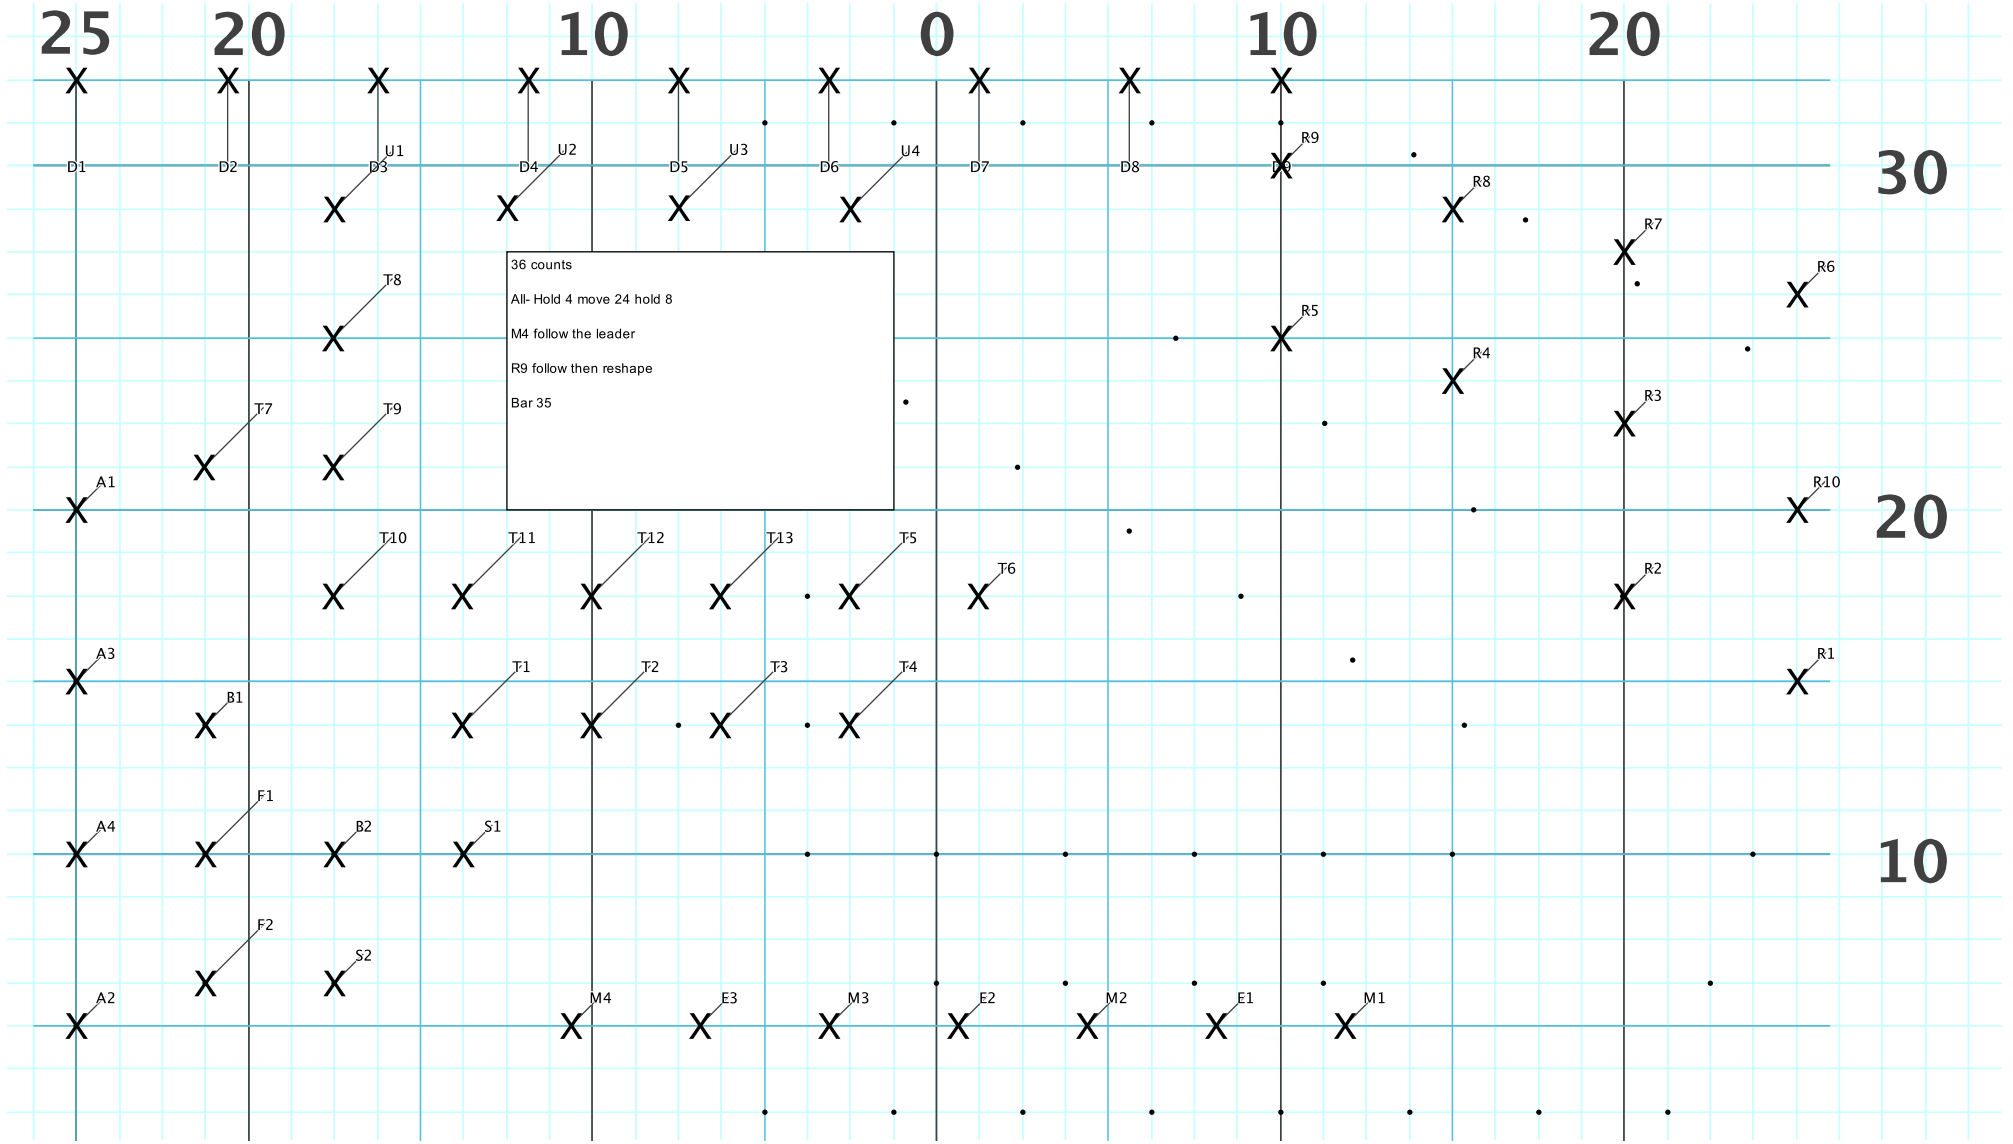 25 20 10 0 10 20
X X X X X X X X X
R9
U1 U2 U3 U4
D1 D2 D3 D4 D5 D6 D7 D8 D9 X 30
R8
X X X X X
R7
X
36 counts
R6
T8
X
All- Hold 4 move 24 hold 8
R5
M4 follow the leader
X X
R4
R9 follow then reshape
X
R3
Bar 35
T7 T9
X
X X
A1 R10
X X 20
T10 T11 T12 T13 T5
T6 R2
X X X X X X X
A3 R1
T1 T2 T3 T4
X X
B1
X X X X X
F1
A4 B2 S1
X X X X 10
F2
S2
X X
A2 M4 E3 M3 E2 M2 E1 M1
X X X X X X X X